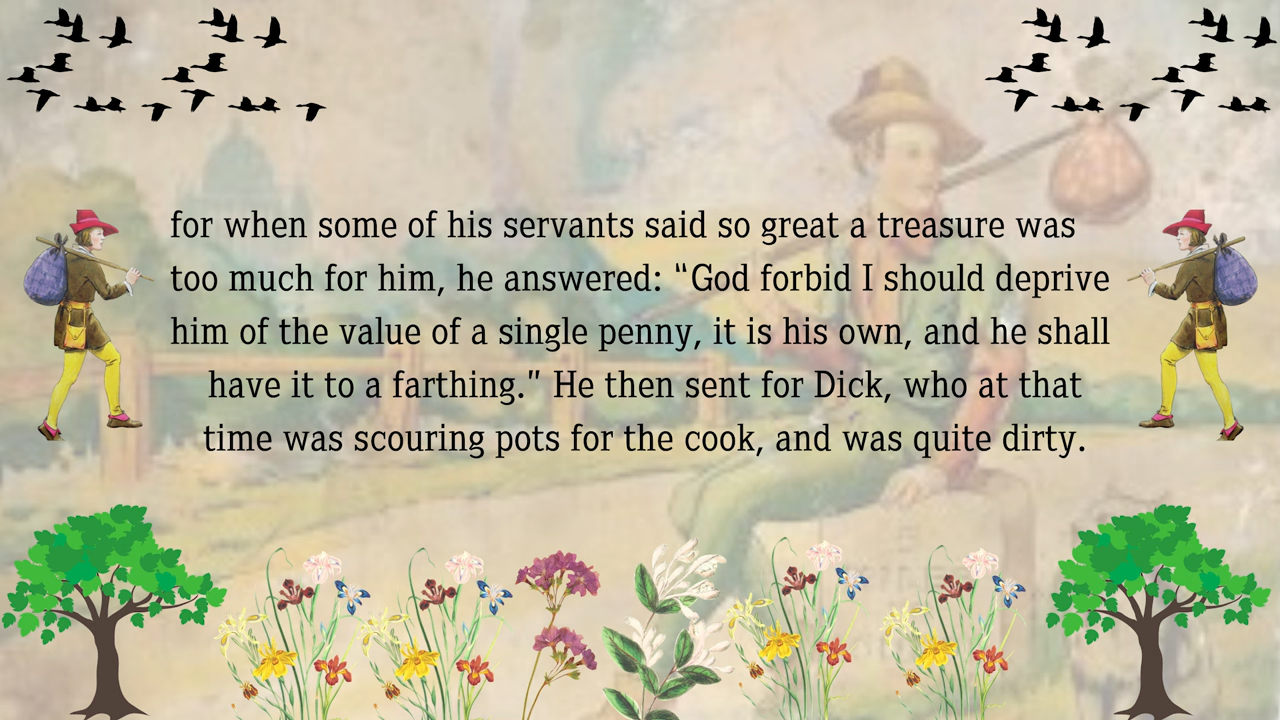 for when some of his servants said so great a treasure was
too much for him, he answered: “God forbid I should deprive
him of the value of a single penny, it is his own, and he shall
have it to a farthing.” He then sent for Dick, who at that
time was scouring pots for the cook, and was quite dirty.